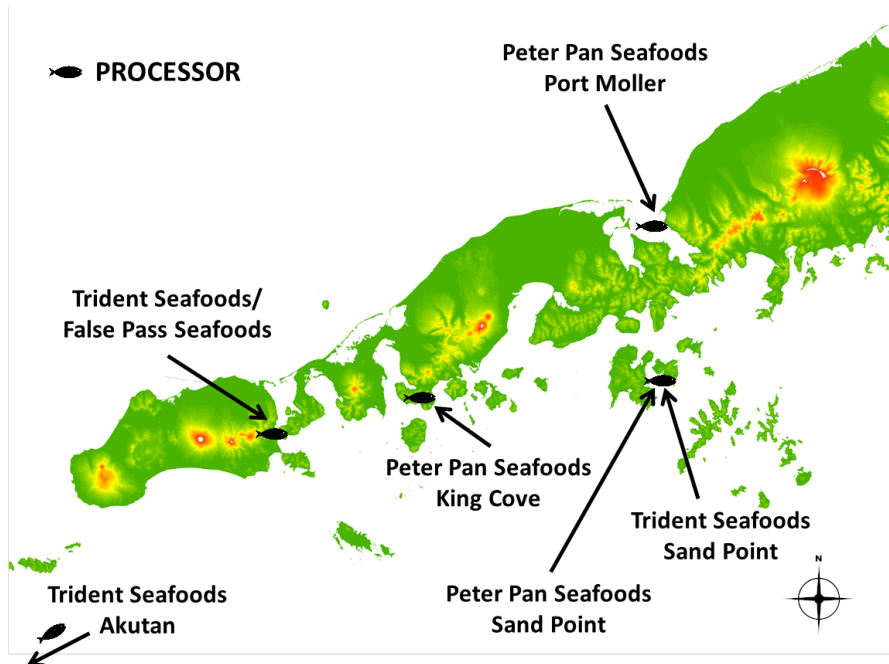 PROCESSOR
Peter Pan Seafoods
Port Moller
Trident Seafoods/
False Pass Seafoods
Peter Pan Seafoods
King Cove
Trident Seafoods
Sand Point
Peter Pan Seafoods
Sand Point
Trident Seafoods
Akutan
N